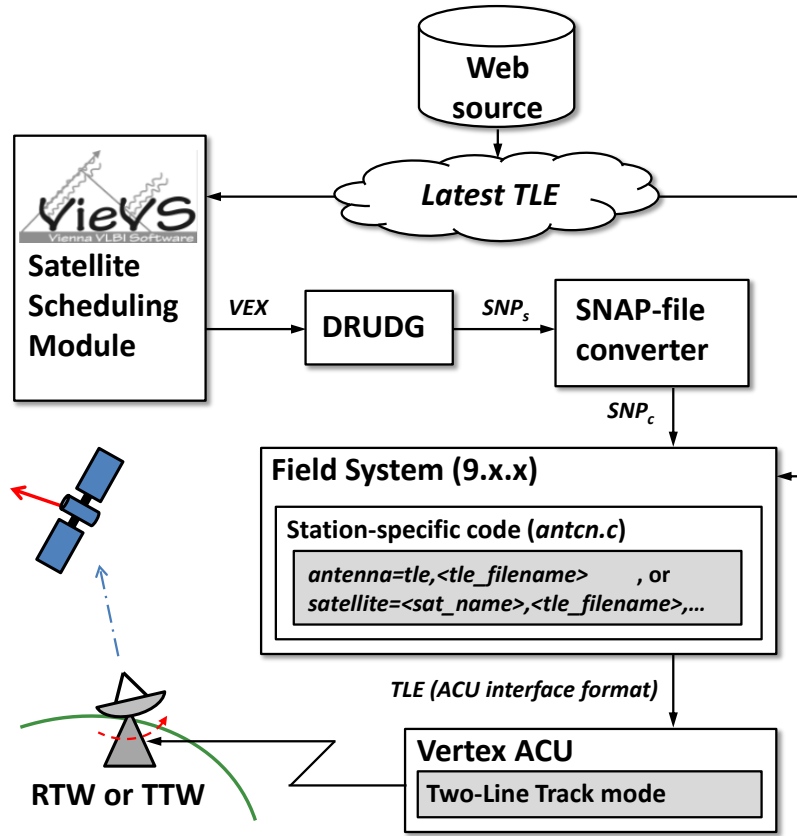 Web
source
Latest TLE
VieVS
Vienna VLBI Software
Satellite
Scheduling
Module
VEX
DRUDG
SNPs
SNAP-file
converter
SNPc
Field System (9.x.x)
Station-specific code (antcn.c)
antenna=tle,<tle_filename> , or
satellite=<sat_name>,<tle_filename>,...
TLE (ACU interface format)
Vertex ACU
Two-Line Track mode
RTW or TTW